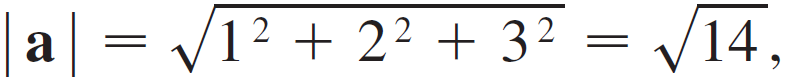 |a| = √1² + 2² + 3² = √14,